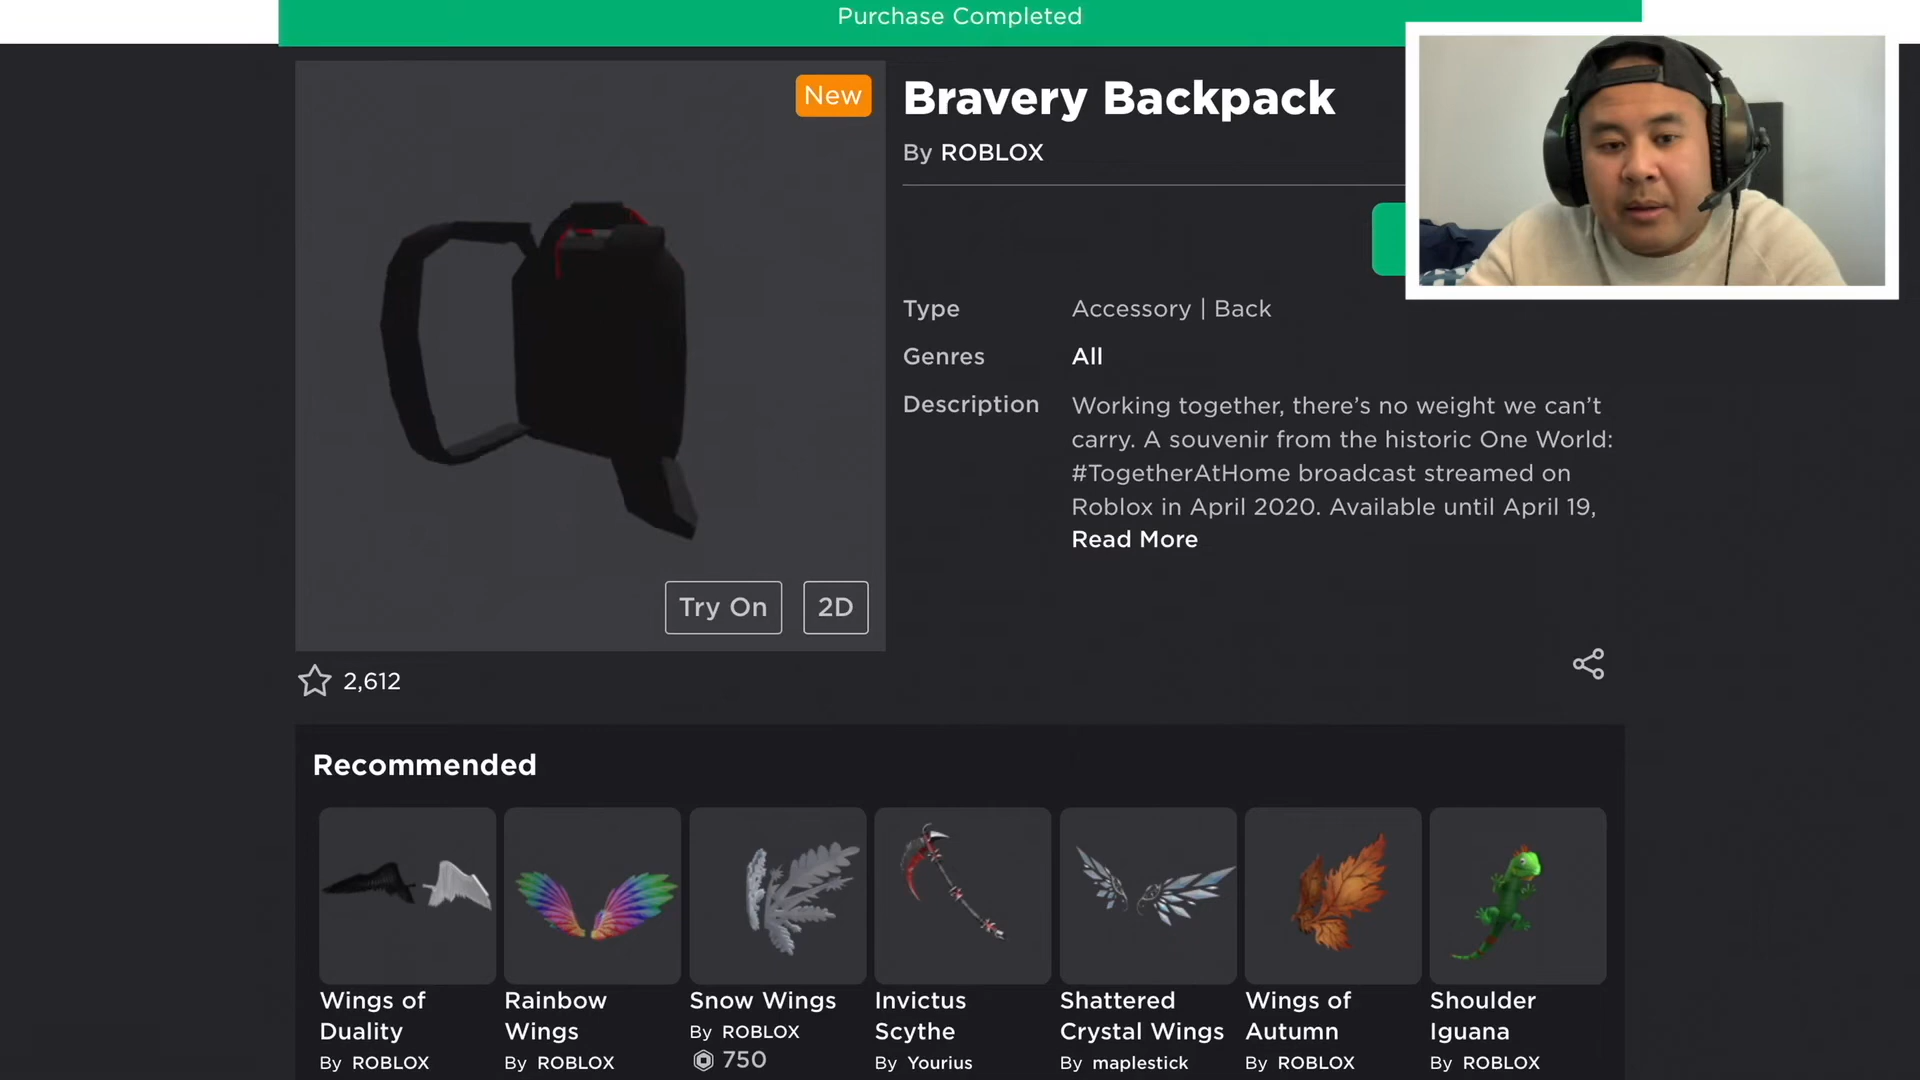 Purchase Completed
New
Bravery Backpack
By ROBLOX
Type Accessory | Back
Genres All
Description Working together, there’s no weight we can’t
carry. A souvenir from the historic One World:
#TogetherAtHome broadcast streamed on
Roblox in April 2020. Available until April 19,
Read More
Try On 2D
2,612
Recommended
Wings of
Duality
By ROBLOX
Rainbow
Wings
By ROBLOX
Snow Wings
By ROBLOX
750
Invictus
Scythe
By Yourius
Shattered
Crystal Wings
By maplestick
Wings of
Autumn
By ROBLOX
Shoulder
Iguana
By ROBLOX